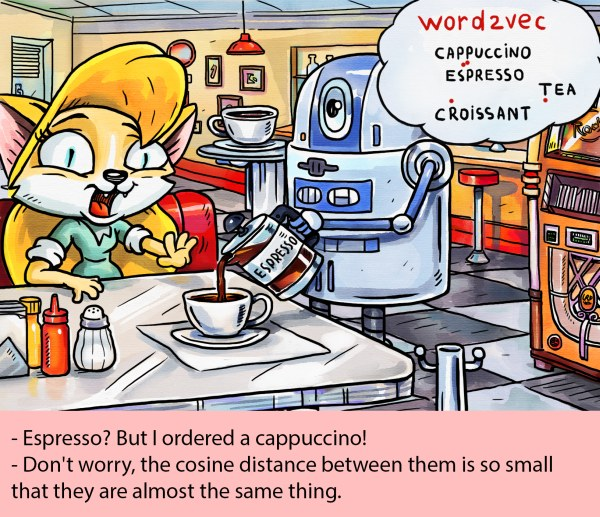 word2vec
CAPPUCCINO
ESPRESSO
TEA
CROISSANT
ESPRESSO
- Espresso? But I ordered a cappuccino!
- Don't worry, the cosine distance between them is so small
that they are almost the same thing.